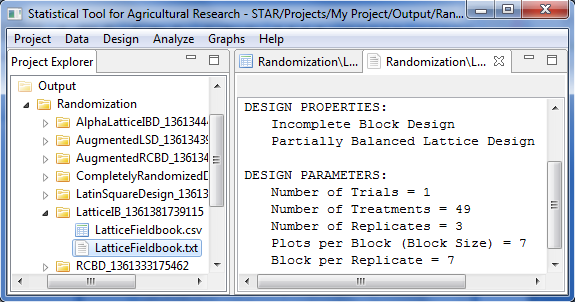 Statistical Tool for Agricultural Research - STAR/Projects/My Project/Output/Ran...
Project Data Design Analyze Graphs Help
Project Explorer
Output
Randomization
AlphaLatticeIBD_1361344
AugmentedLSD_13613439
AugmentedRCBD_136134
CompletelyRandomizedD
LatinSquareDesign_13613
LatticeIB_1361381739115
LatticeFieldbook.csv
LatticeFieldbook.txt
RCBD_1361333175462
Randomization\L...
Randomization\L...
DESIGN PROPERTIES:
Incomplete Block Design
Partially Balanced Lattice Design
DESIGN PARAMETERS:
Number of Trials = 1
Number of Treatments = 49
Number of Replicates = 3
Plots per Block (Block Size) = 7
Block per Replicate = 7